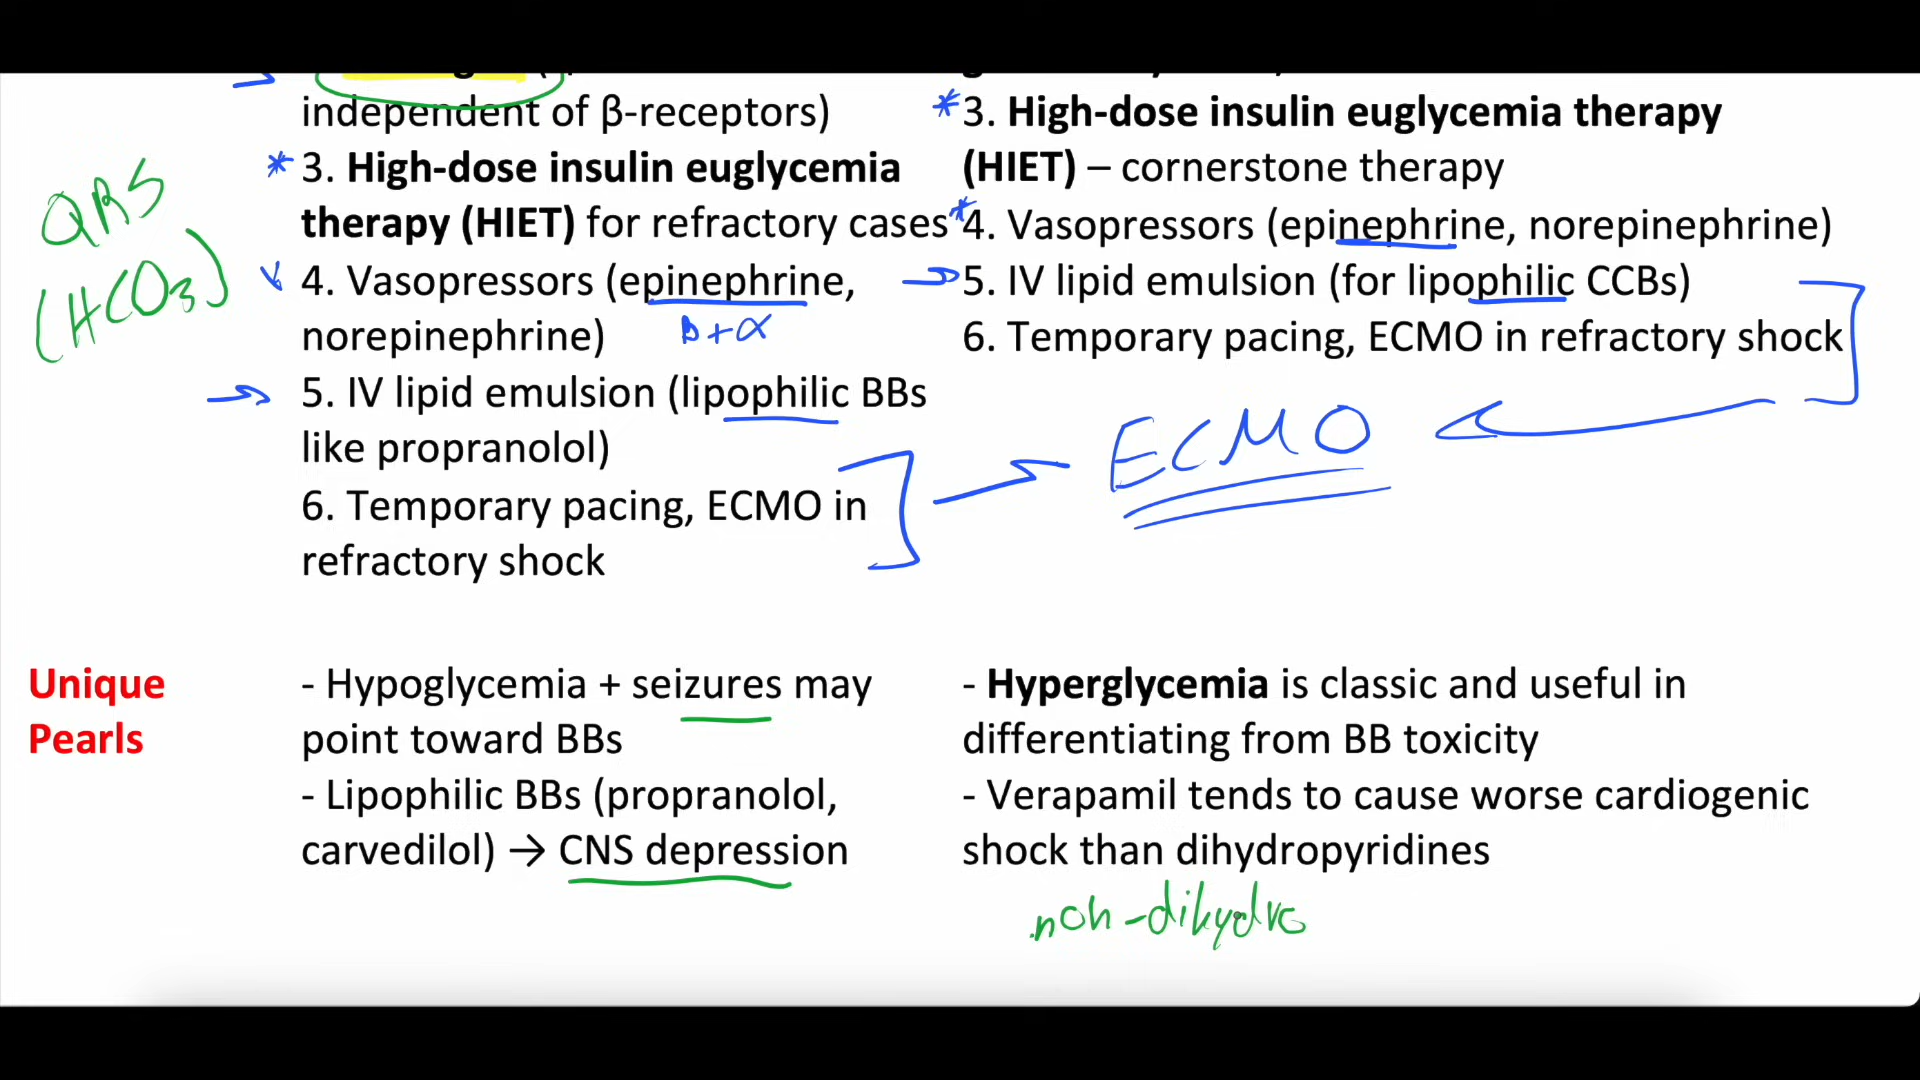 independent of β-receptors)
3. High-dose insulin euglycemia
therapy (HIET) for refractory cases
4. Vasopressors (epinephrine,
norepinephrine)
B+α
5. IV lipid emulsion (lipophilic BBs
like propranolol)
6. Temporary pacing, ECMO in
refractory shock
QRS
(HCO3)
*3. High-dose insulin euglycemia therapy
(HIET) – cornerstone therapy
*4. Vasopressors (epinephrine, norepinephrine)
5. IV lipid emulsion (for lipophilic CCBs)
6. Temporary pacing, ECMO in refractory shock
ECMO
Unique
Pearls
- Hypoglycemia + seizures may
point toward BBs
- Lipophilic BBs (propranolol,
carvedilol) → CNS depression
- Hyperglycemia is classic and useful in
differentiating from BB toxicity
- Verapamil tends to cause worse cardiogenic
shock than dihydropyridines
non-dihydro